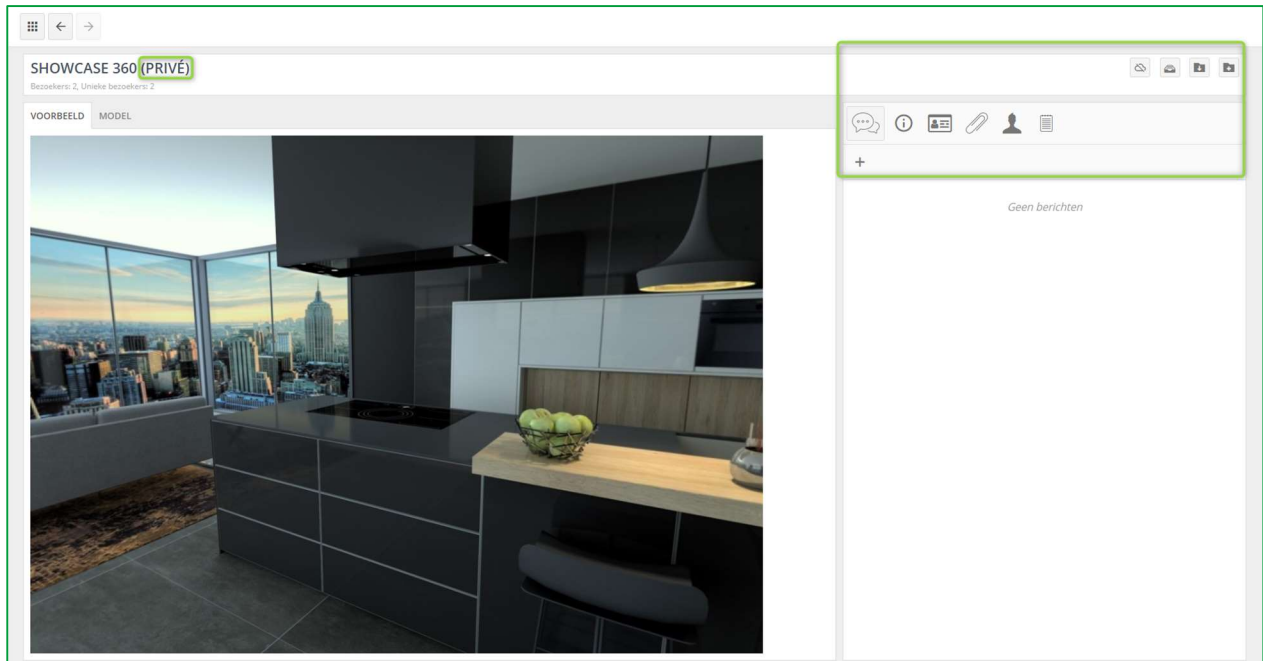 SHOWCASE 360 (PRIVÉ)
Bezoekers: 2, Unieke bezoekers: 2
VOORBEELD MODEL
Geen berichten